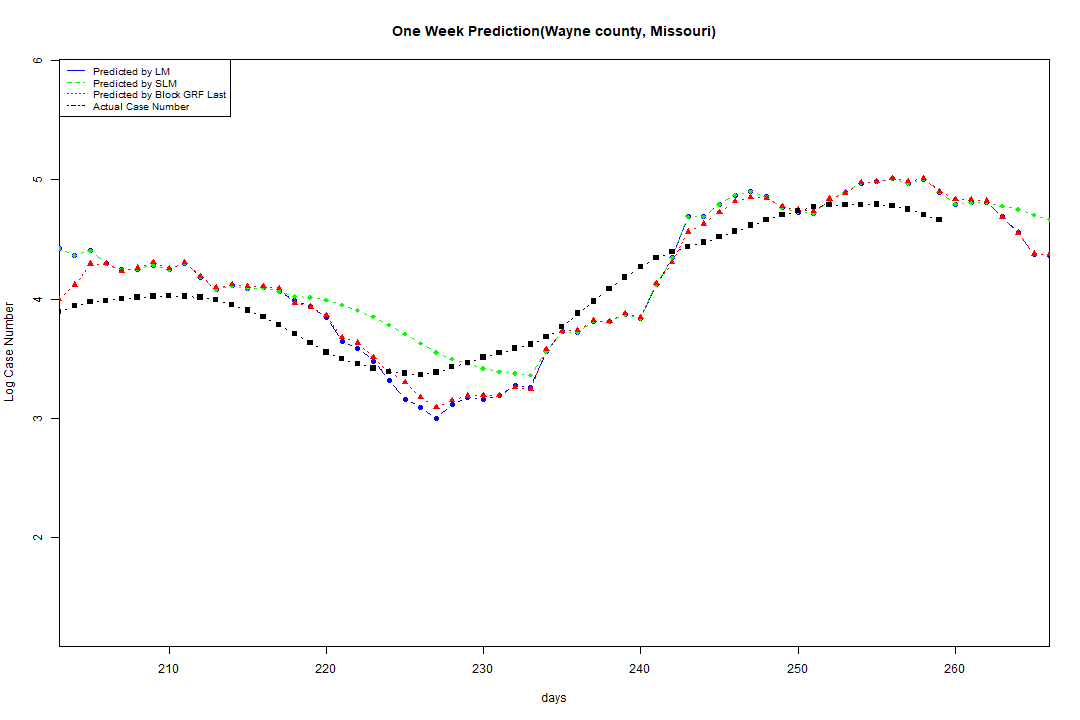 One Week Prediction(Wayne county, Missouri)
Predicted by LM
Predicted by SLM
Predicted by Block GRF Last
Actual Case Number
6
5
4
3
2
Log Case Number
210 220 230 240 250 260
days